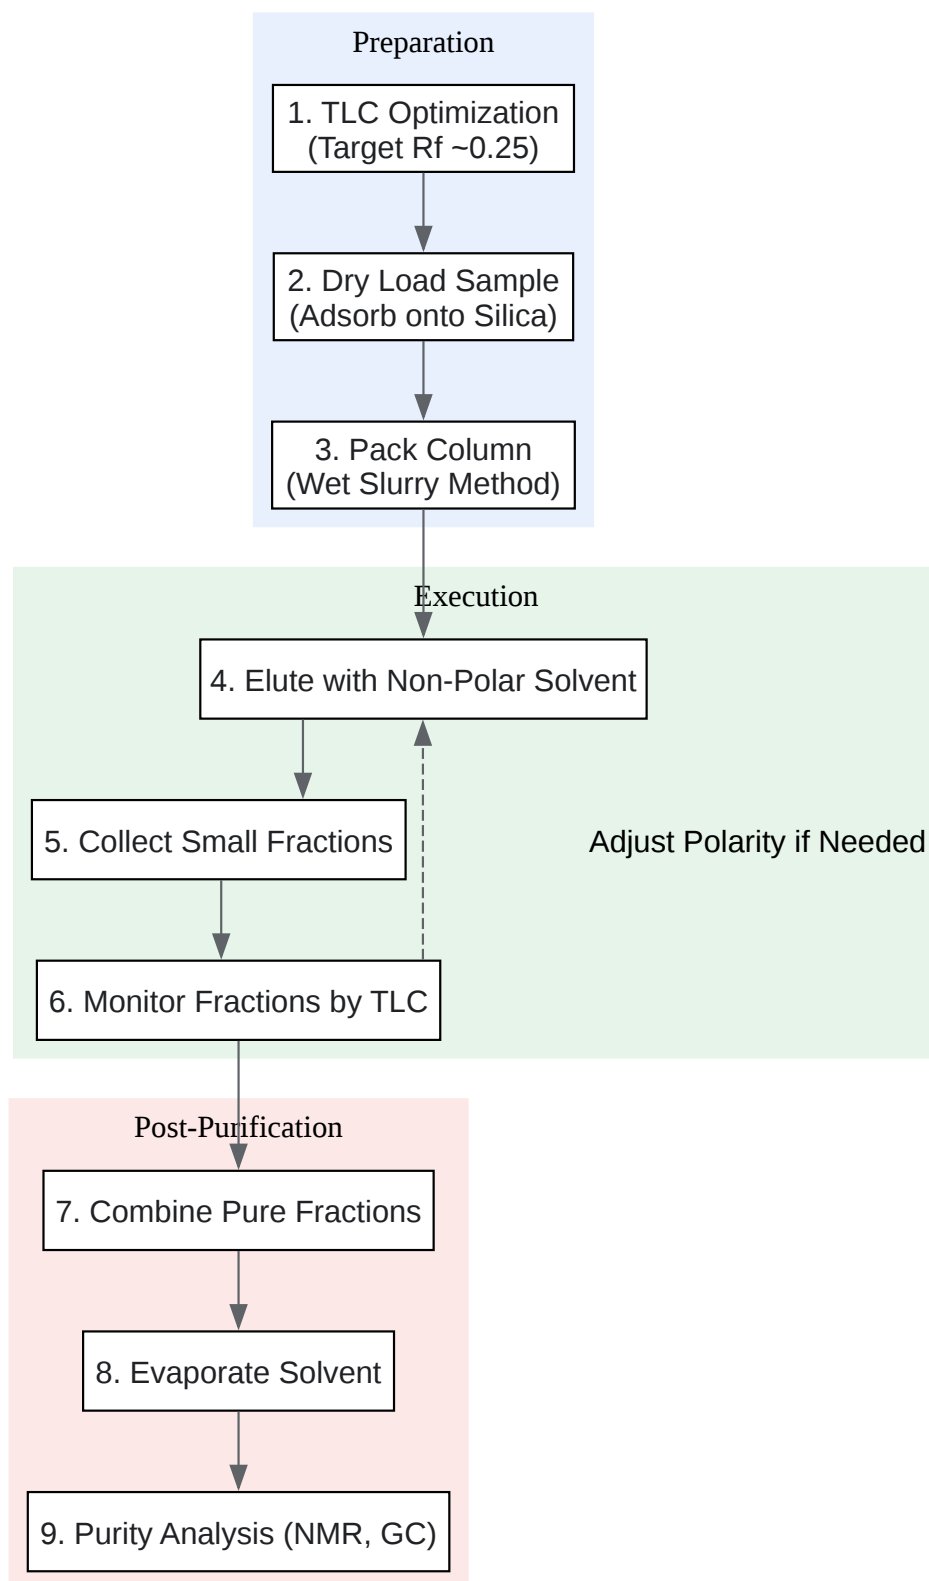 Preparation
1. TLC Optimization
(Target Rf ~0.25)
2. Dry Load Sample
(Adsorb onto Silica)
3. Pack Column
(Wet Slurry Method)
Execution
4. Elute with Non-Polar Solvent
5. Collect Small Fractions
Adjust Polarity if Needed
6. Monitor Fractions by TLC
Post-Purification
7. Combine Pure Fractions
8. Evaporate Solvent
9. Purity Analysis (NMR, GC)